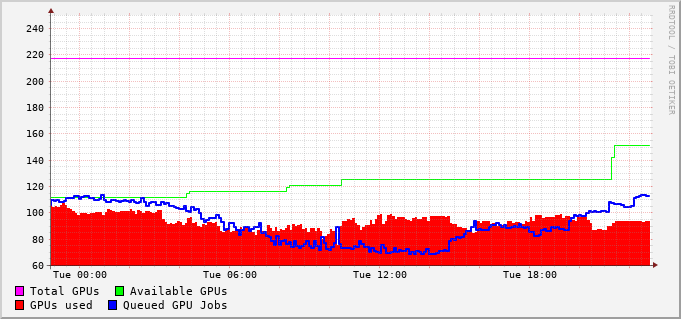 240
220
200
180
160
140
120
100
80
60
Tue 00:00 Tue 06:00 Tue 12:00 Tue 18:00
Total GPUs Available GPUs
GPUs used Queued GPU Jobs
RRDTOOL / TOBI OETIKER